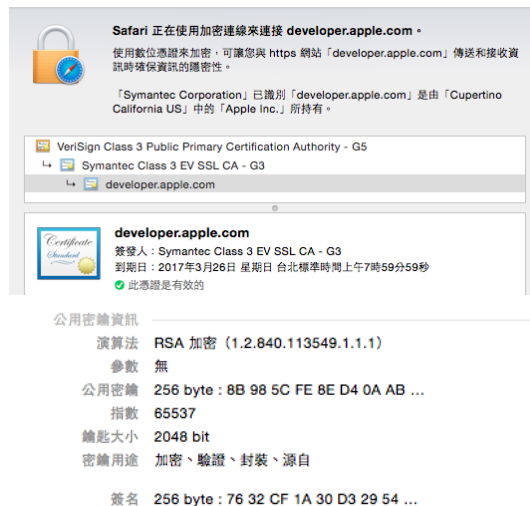 Safari 正在使用加密連線來連接 developer.apple.com。
使用數位憑證來加密，可讓您與 https 網站「developer.apple.com」傳送和接收資
訊時確保資訊的隱密性。
「Symantec Corporation」已識別「developer.apple.com」是由「Cupertino
California US」中的「Apple Inc.」所持有。
VeriSign Class 3 Public Primary Certification Authority - G5
↳ Symantec Class 3 EV SSL CA - G3
↳ developer.apple.com
Certificate
Standard
developer.apple.com
簽發人：Symantec Class 3 EV SSL CA - G3
到期日：2017年3月26日 星期日 台北標準時間上午7時59分59秒
此憑證是有效的
公用密鑰資訊
演算法 RSA 加密（1.2.840.113549.1.1.1）
參數 無
公用密鑰 256 byte：8B 98 5C FE 8E D4 0A AB ...
指數 65537
鑰匙大小 2048 bit
密鑰用途 加密、驗證、封裝、源自
簽名 256 byte：76 32 CF 1A 30 D3 29 54 ...